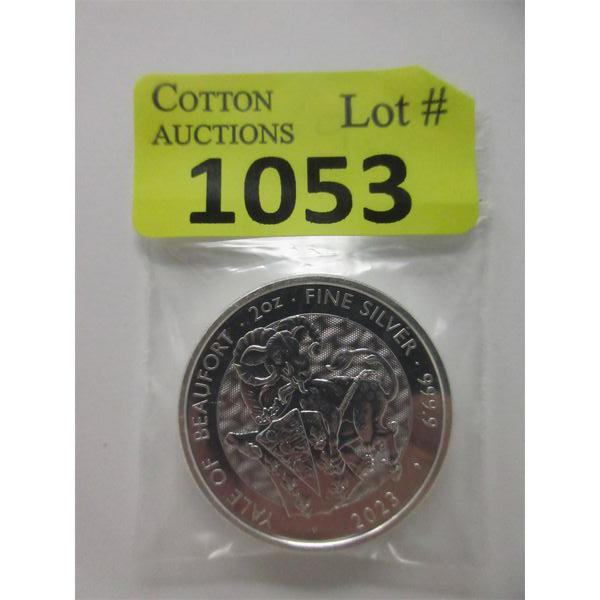 COTTON
AUCTIONS
Lot #
1053
YALE OF BEAUFORT · 2oz · FINE SILVER · 999.9 · 2023